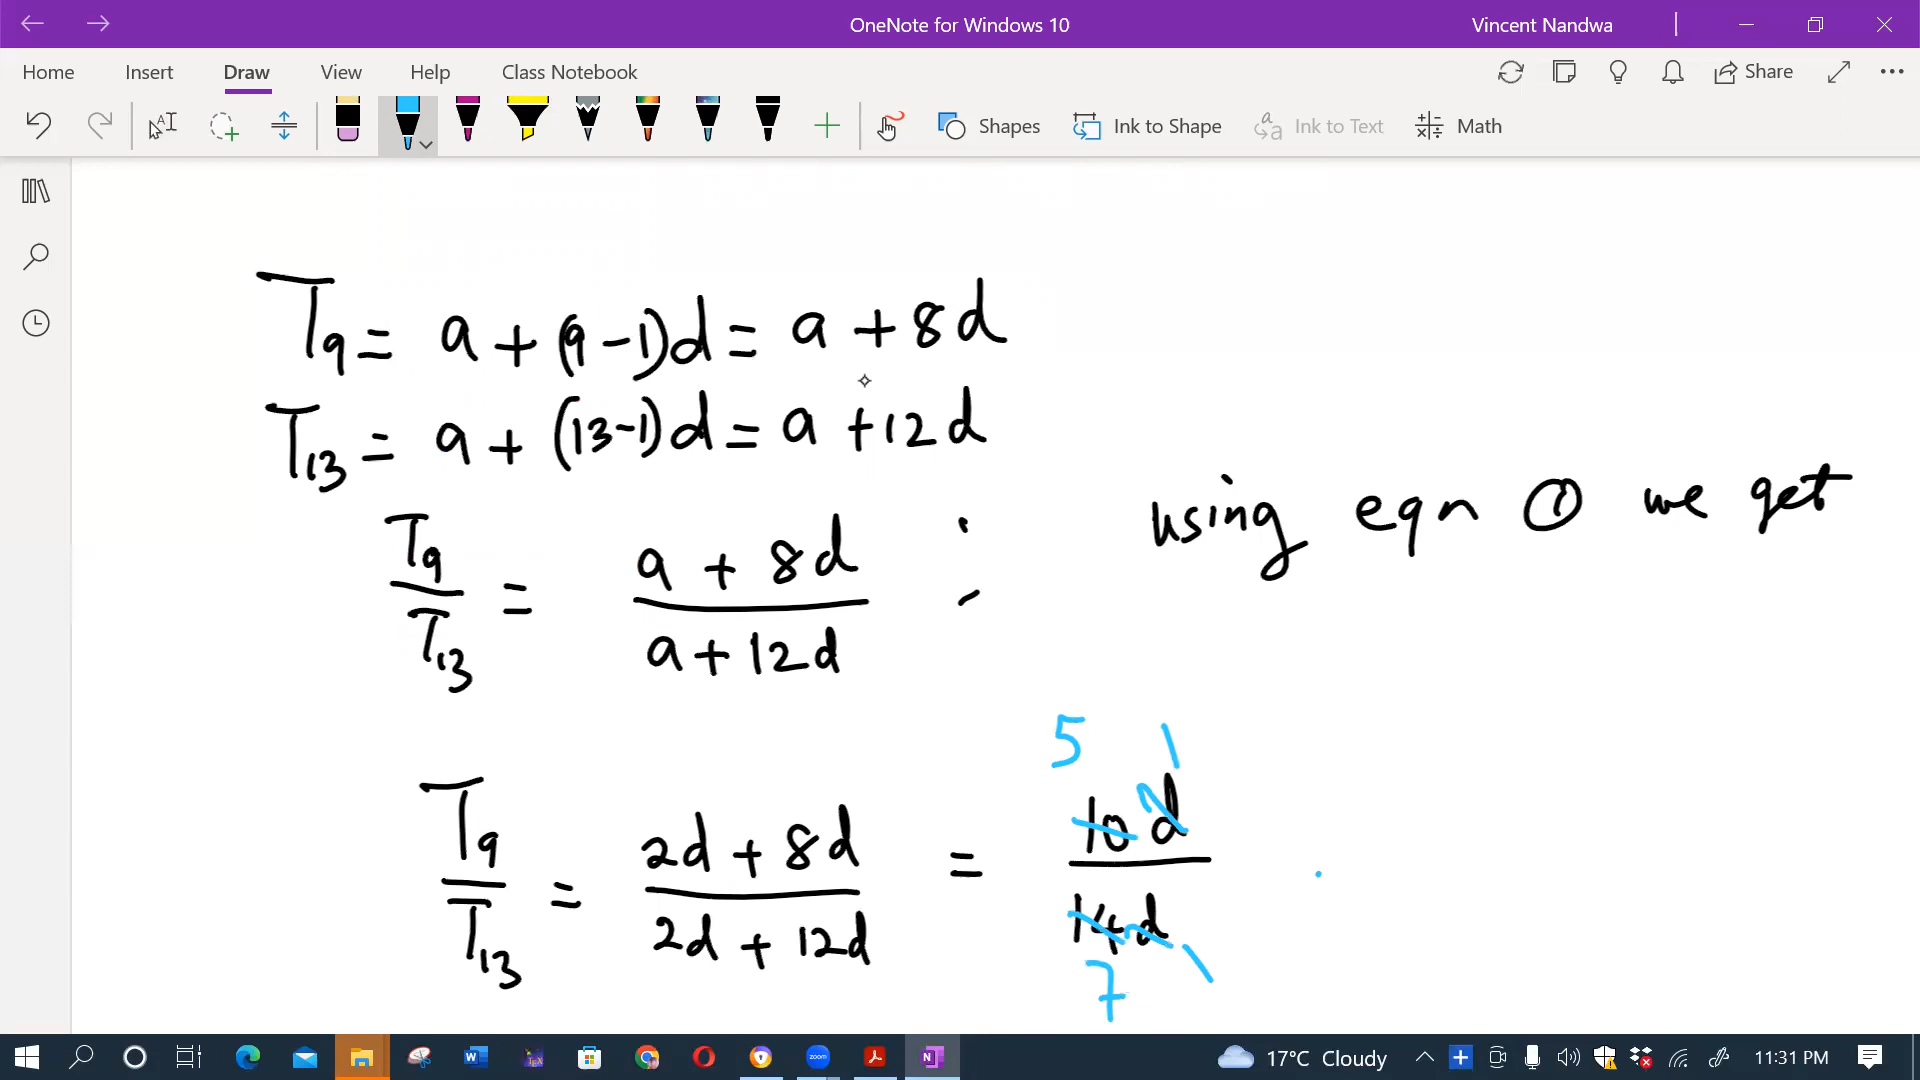 OneNote for Windows 10
Vincent Nandwa
Home Insert Draw View Help Class Notebook
Share
Shapes Ink to Shape Ink to Text Math
T₉ = a + (9-1)d = a + 8d
T₁₃ = a + (13-1)d = a + 12d
using eqn ① we get
T₉/T₁₃ = (a + 8d)/(a + 12d) ;
5 1
T₉/T₁₃ = (2d + 8d)/(2d + 12d) = 10d/14d
7 1
17°C Cloudy
11:31 PM